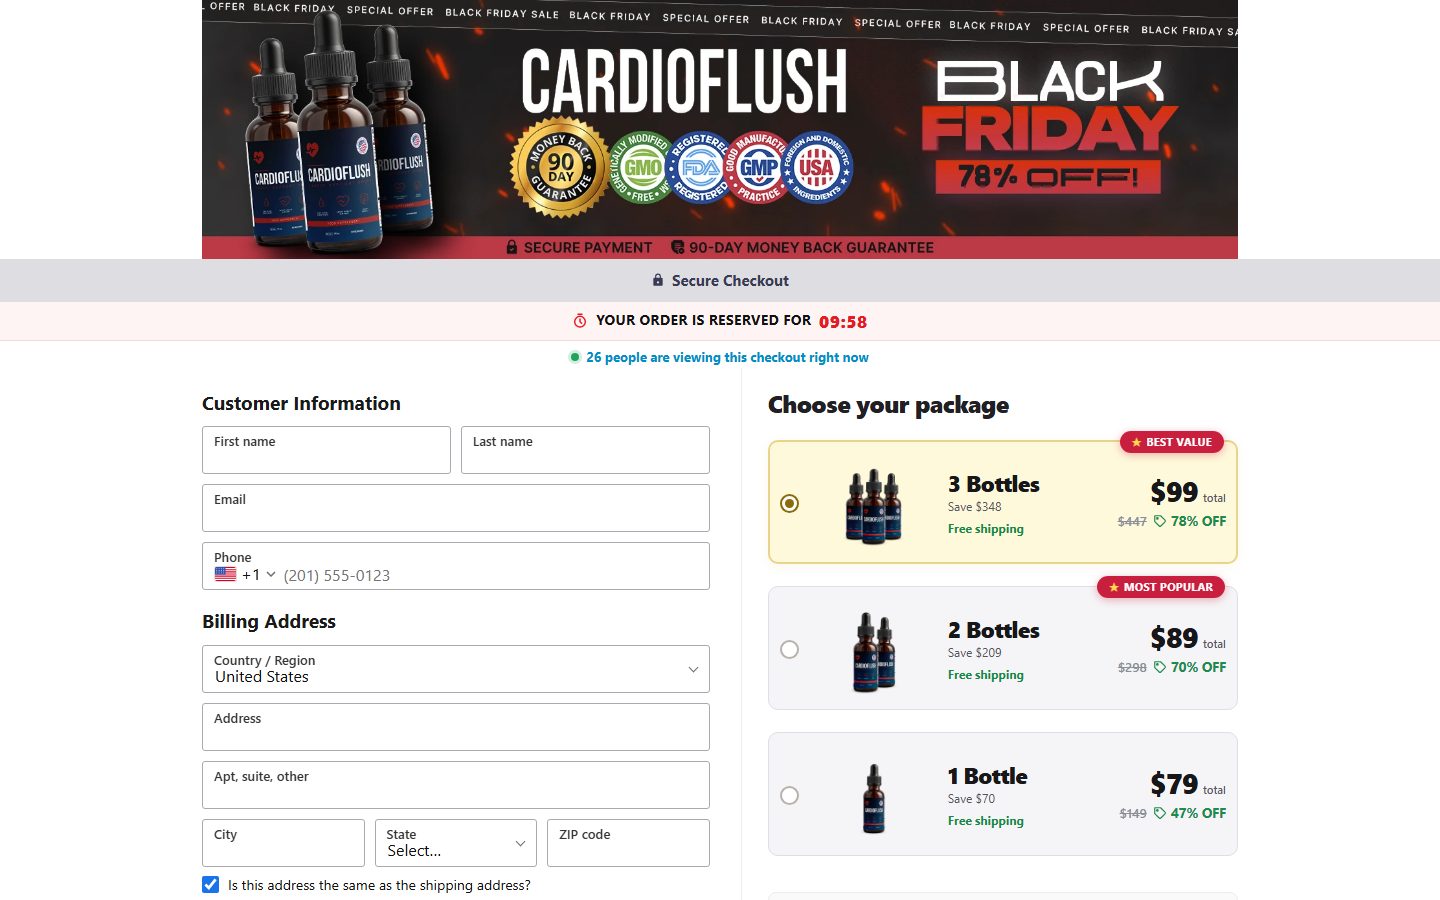 L OFFER BLACK FRIDAY SPECIAL OFFER BLACK FRIDAY SALE BLACK FRIDAY SPECIAL OFFER BLACK FRIDAY SPECIAL OFFER BLACK FRIDAY SPECIAL OFFER BLACK FRIDAY SA
CARDIOFLUSH
BLACK
FRIDAY
78% OFF!
MONEY BACK
90
DAY
GUARANTEE
GENETICALLY MODIFIED
GMO
FREE
REGISTERED
FDA
REGISTERED
GOOD MANUFACTU
GMP
PRACTICE
FOREIGN AND DOMESTIC
USA
INGREDIENTS
CARDIOFLU
CARDIOFLUSH
RDIOFLUSH
SECURE PAYMENT 90-DAY MONEY BACK GUARANTEE
Secure Checkout
YOUR ORDER IS RESERVED FOR 09:58
26 people are viewing this checkout right now
Customer Information
First name
Last name
Email
Phone
+1 (201) 555-0123
Billing Address
Country / Region
United States
Address
Apt, suite, other
City
State
Select...
ZIP code
Is this address the same as the shipping address?
Choose your package
BEST VALUE
3 Bottles
Save $348
Free shipping
$99 total
$447 78% OFF
MOST POPULAR
2 Bottles
Save $209
Free shipping
$89 total
$298 70% OFF
1 Bottle
Save $70
Free shipping
$79 total
$149 47% OFF